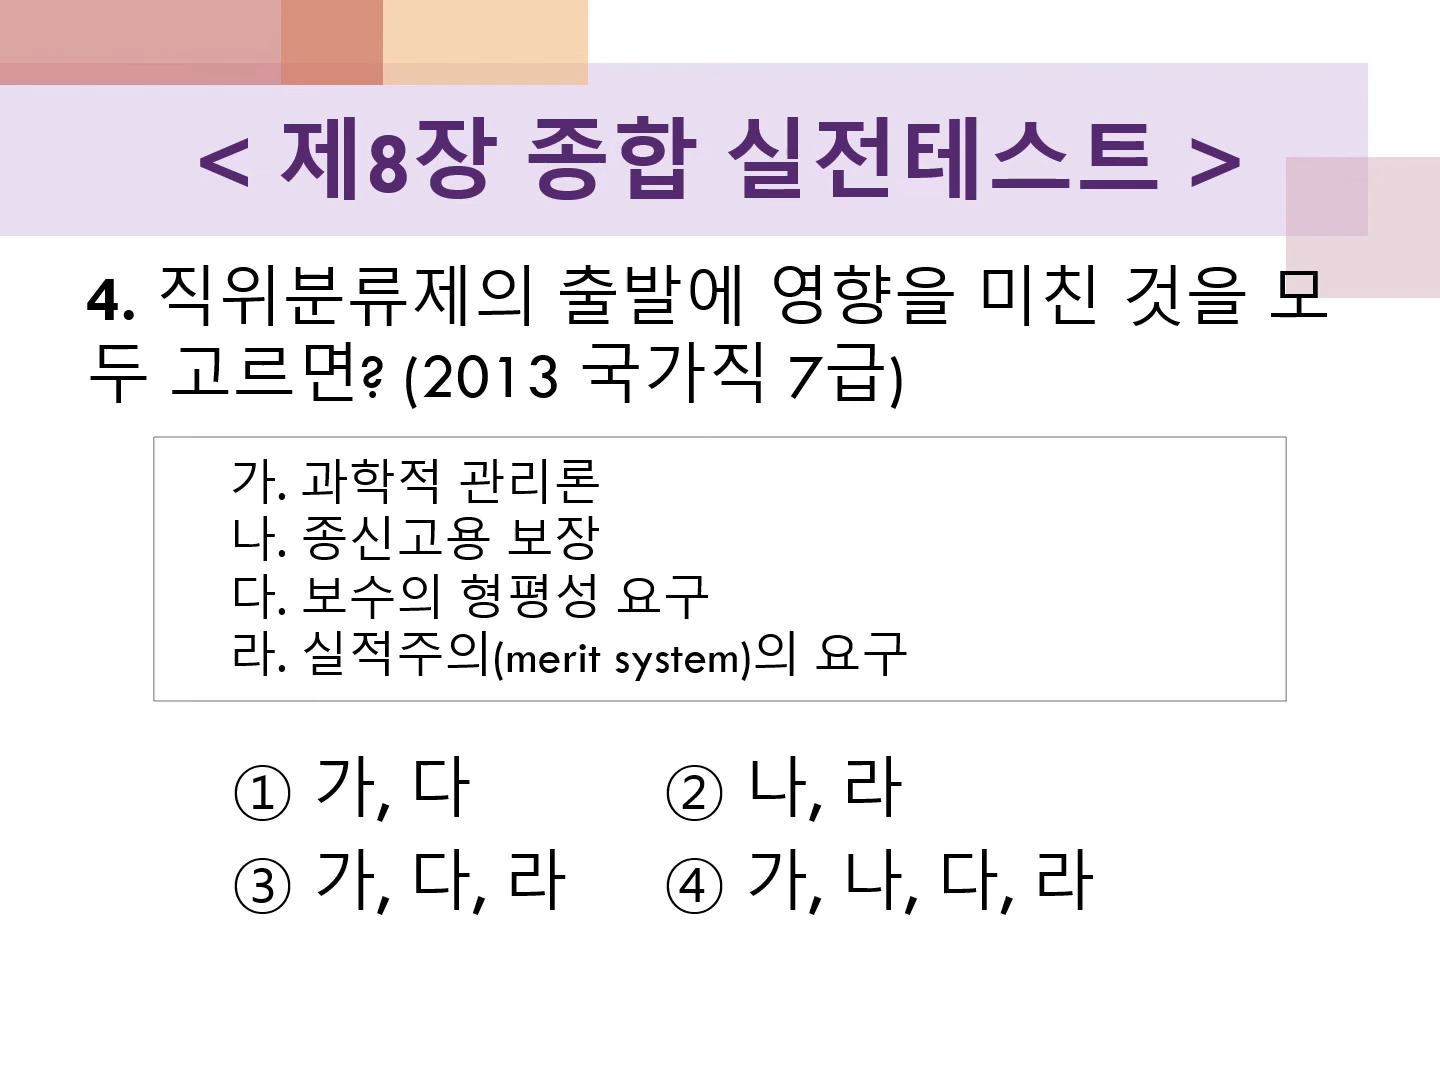 < 제8장 종합 실전테스트 >
4. 직위분류제의 출발에 영향을 미친 것을 모
두 고르면? (2013 국가직 7급)
가. 과학적 관리론
나. 종신고용 보장
다. 보수의 형평성 요구
라. 실적주의(merit system)의 요구
① 가, 다 ② 나, 라
③ 가, 다, 라 ④ 가, 나, 다, 라